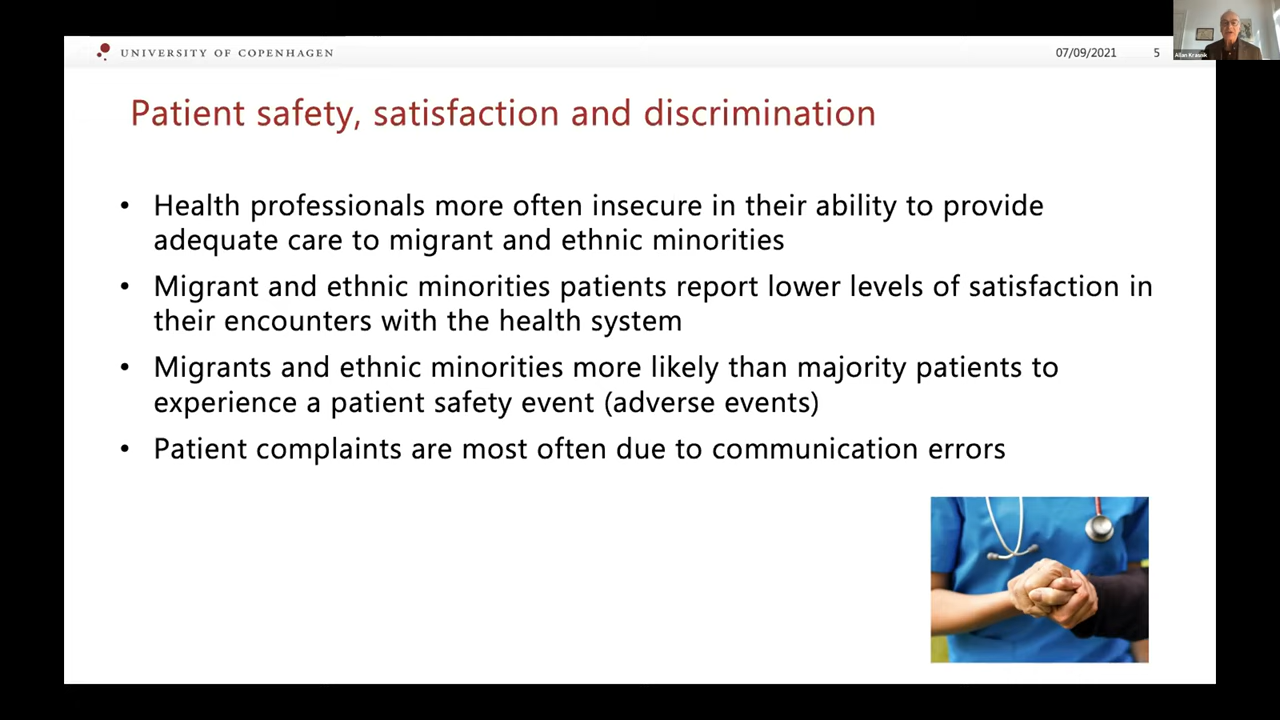 UNIVERSITY OF COPENHAGEN
07/09/2021 5
Allan Krasnik
Patient safety, satisfaction and discrimination
• Health professionals more often insecure in their ability to provide
adequate care to migrant and ethnic minorities
• Migrant and ethnic minorities patients report lower levels of satisfaction in
their encounters with the health system
• Migrants and ethnic minorities more likely than majority patients to
experience a patient safety event (adverse events)
• Patient complaints are most often due to communication errors